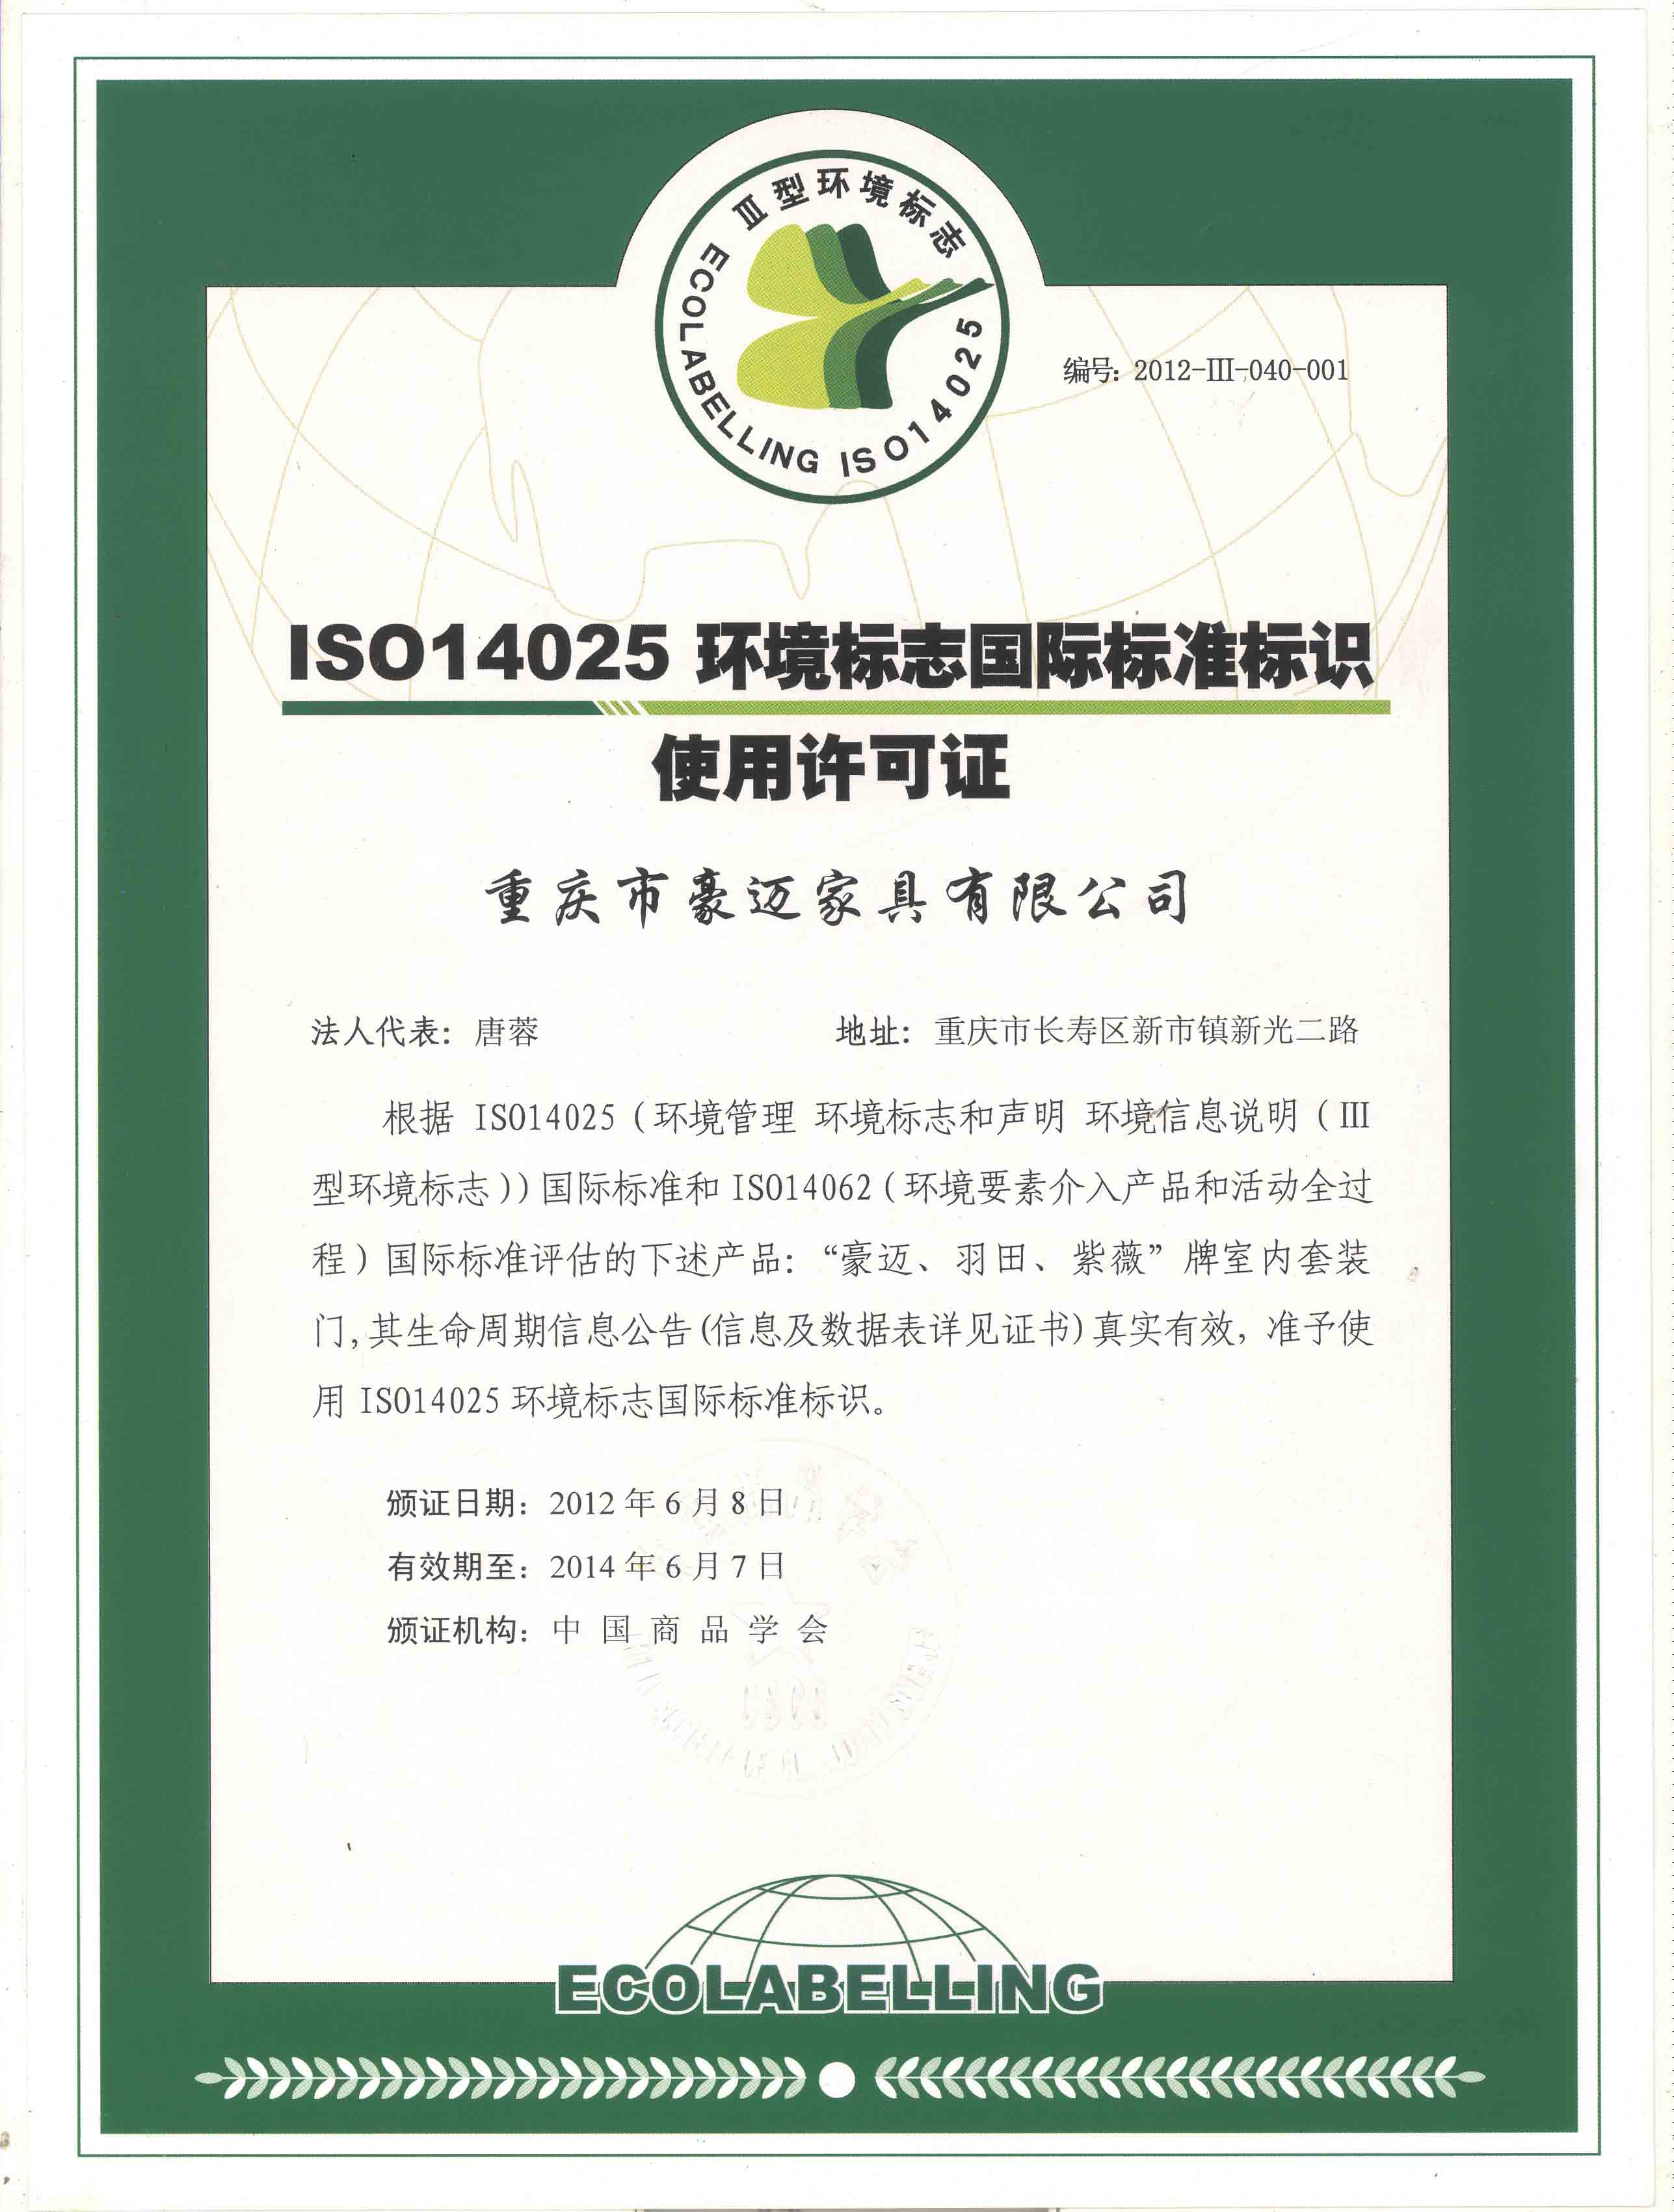 III型环境标志
ECOLABELLING ISO14025
编号：2012-III-040-001
ISO14025 环境标志国际标准标识
使用许可证
重庆市豪迈家具有限公司
法人代表：唐蓉 地址：重庆市长寿区新市镇新光二路
根据 ISO14025（环境管理 环境标志和声明 环境信息说明（III
型环境标志））国际标准和 ISO14062（环境要素介入产品和活动全过
程）国际标准评估的下述产品：“豪迈、羽田、紫薇”牌室内套装
门,其生命周期信息公告(信息及数据表详见证书)真实有效，准予使
用 ISO14025 环境标志国际标准标识。
颁证日期：2012 年 6 月 8 日
有效期至：2014 年 6 月 7 日
颁证机构：中国商品学会
ECOLABELLING